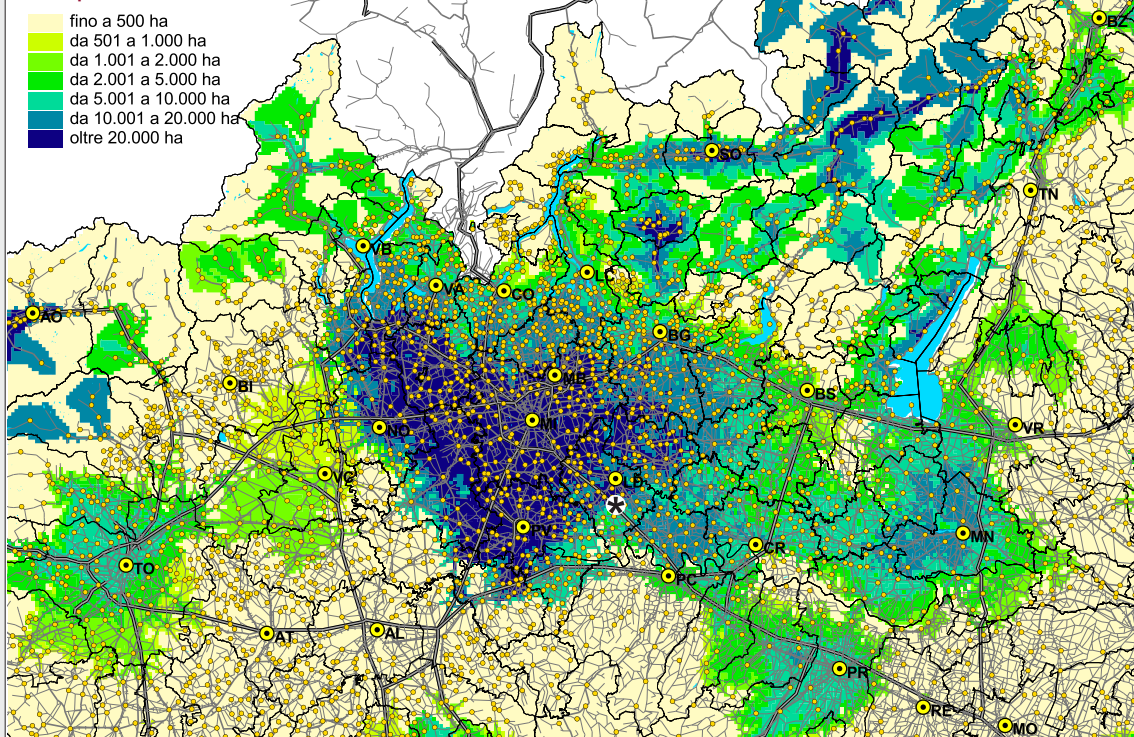 fino a 500 ha
da 501 a 1.000 ha
da 1.001 a 2.000 ha
da 2.001 a 5.000 ha
da 5.001 a 10.000 ha
da 10.001 a 20.000 ha
oltre 20.000 ha
BZ
SO
TN
VB
LC
VA
CO
AO
BG
MB
BI
BS
MI
NO
VR
VC
LO
PV
MN
CR
TO
PC
AT
AL
PR
RE
MO
*